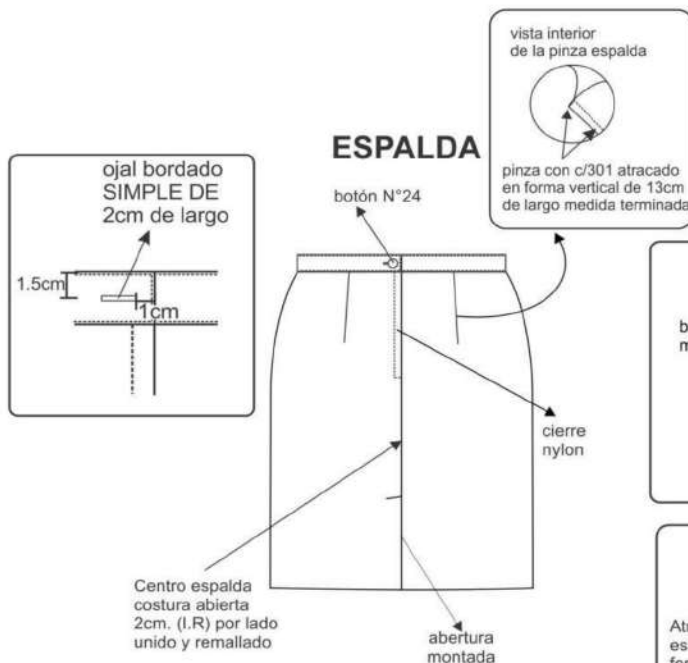 vista interior
de la pinza espalda
pinza con c/301 atracado
en forma vertical de 13cm
de largo medida terminada
ESPALDA
ojal bordado
SIMPLE DE
2cm de largo
1.5cm
1cm
botón N°24
cierre
nylon
Centro espalda
costura abierta
2cm. (I.R) por lado
unido y remallado
abertura
montada